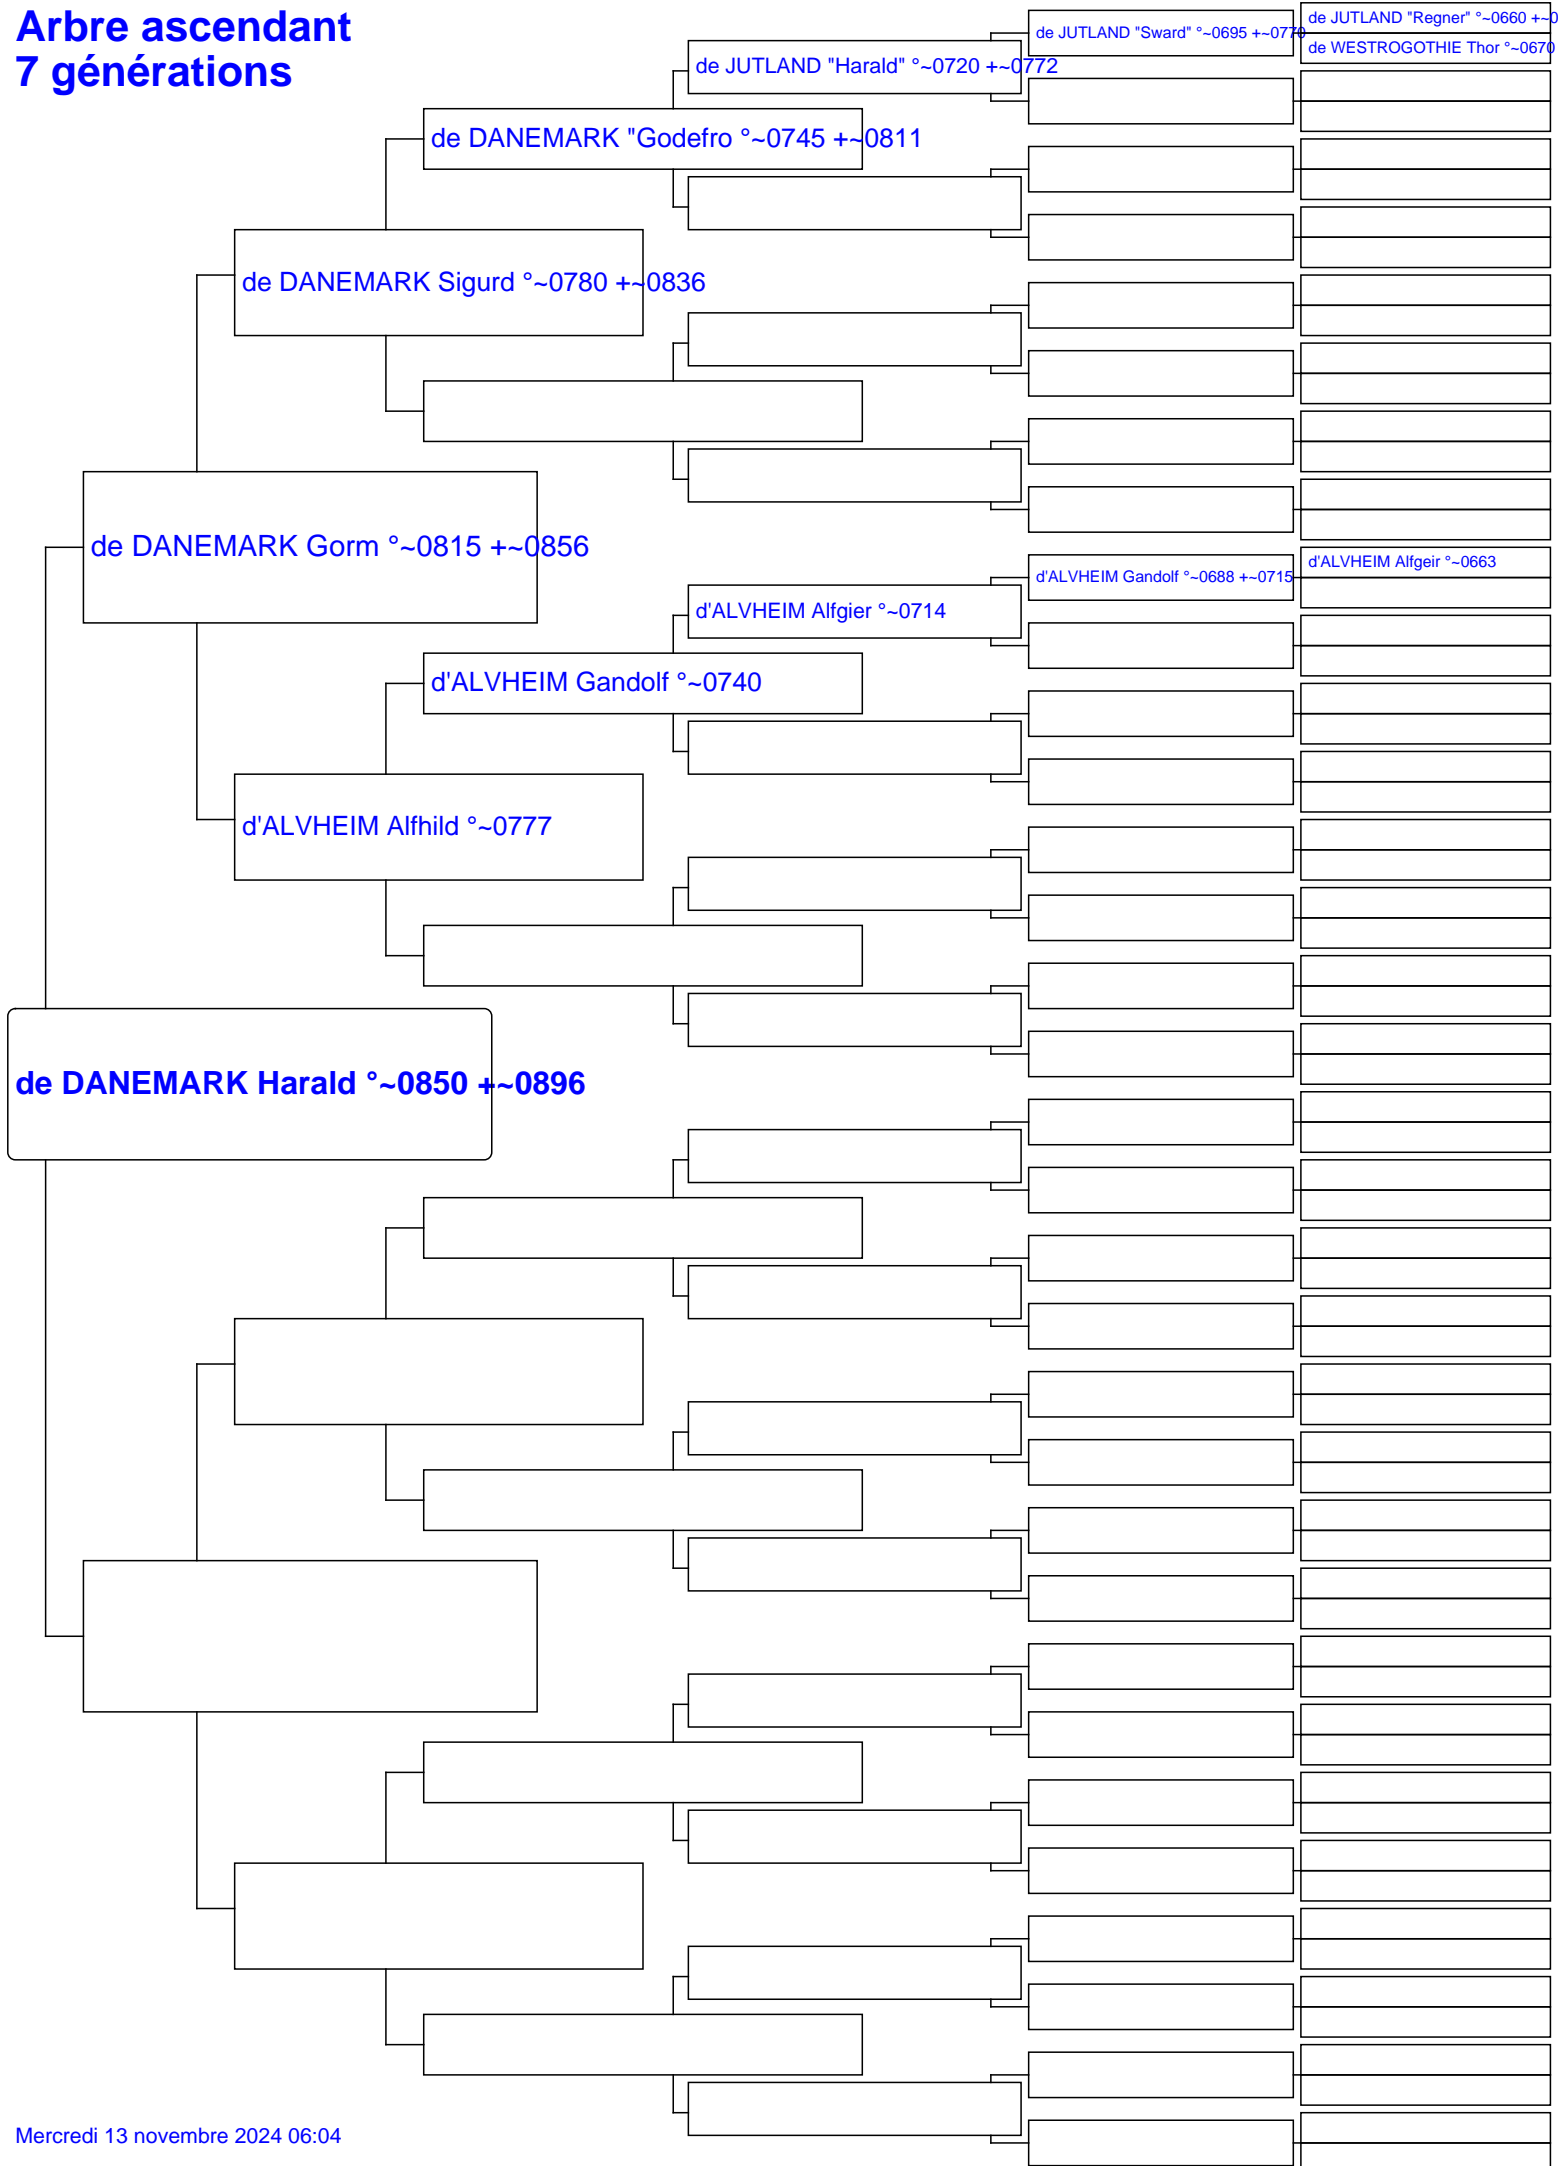 Arbre ascendant
7 générations
de JUTLAND "Regner" °~0660 +~0
de JUTLAND "Sward" °~0695 +~0770
de WESTROGOTHIE Thor °~0670
de JUTLAND "Harald" °~0720 +~0772
de DANEMARK "Godefro °~0745 +~0811
de DANEMARK Sigurd °~0780 +~0836
de DANEMARK Gorm °~0815 +~0856
d'ALVHEIM Alfgeir °~0663
d'ALVHEIM Gandolf °~0688 +~0715
d'ALVHEIM Alfgier °~0714
d'ALVHEIM Gandolf °~0740
d'ALVHEIM Alfhild °~0777
de DANEMARK Harald °~0850 +~0896
Mercredi 13 novembre 2024 06:04